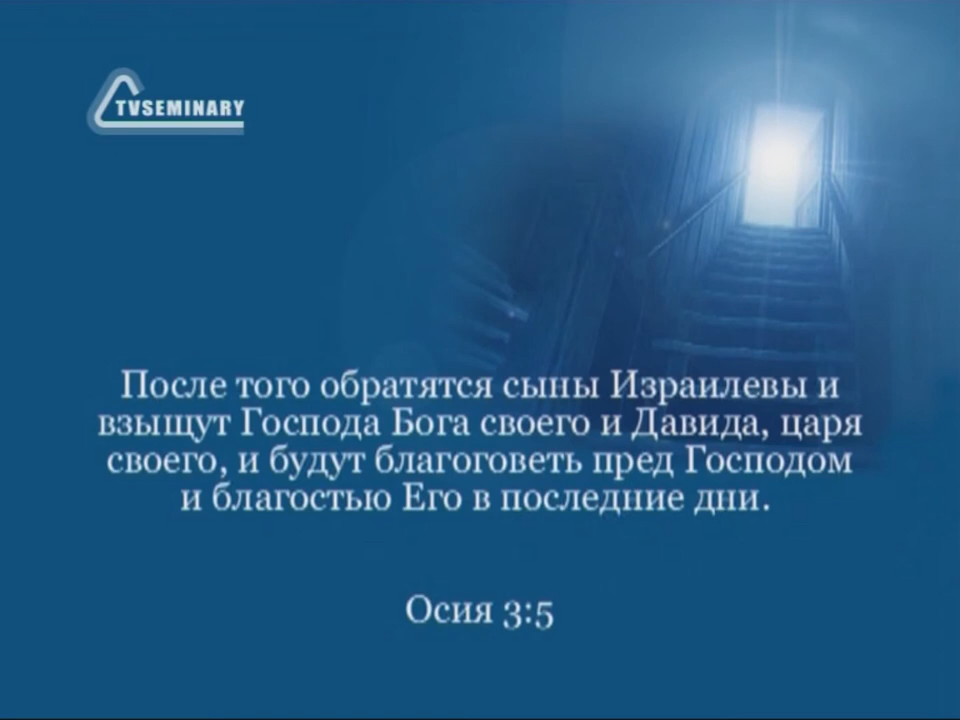 TVSEMINARY
После того обратятся сыны Израилевы и
взыщут Господа Бога своего и Давида, царя
своего, и будут благоговеть пред Господом
и благостью Его в последние дни.
Осия 3:5